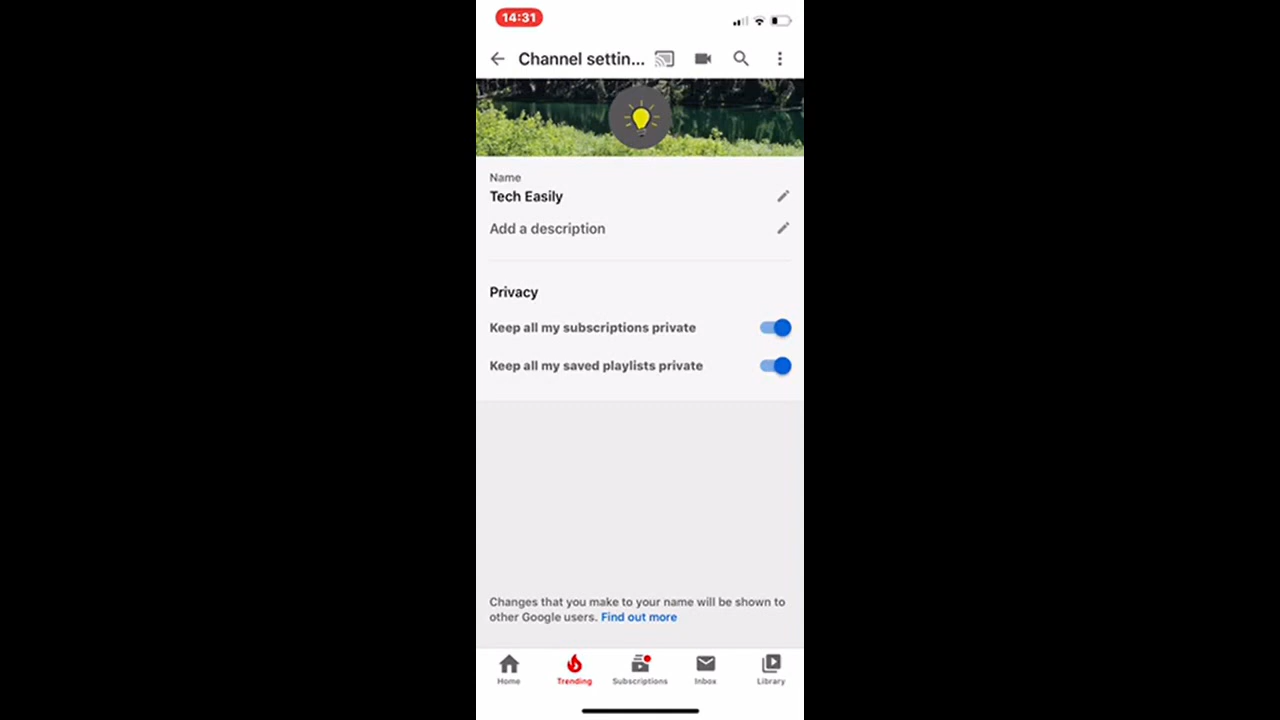 14:31
Channel settin...
Name
Tech Easily
Add a description
Privacy
Keep all my subscriptions private
Keep all my saved playlists private
Changes that you make to your name will be shown to
other Google users. Find out more
Home Trending Subscriptions Inbox Library